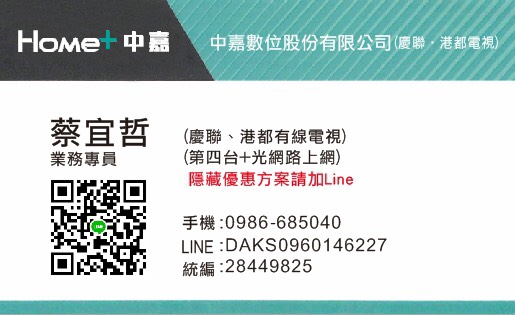 Home+中嘉
中嘉數位股份有限公司(慶聯・港都電視)
蔡宜哲
業務專員
(慶聯、港都有線電視)
(第四台+光網路上網)
隱藏優惠方案請加Line
手機:0986-685040
LINE:DAKS0960146227
統編:28449825